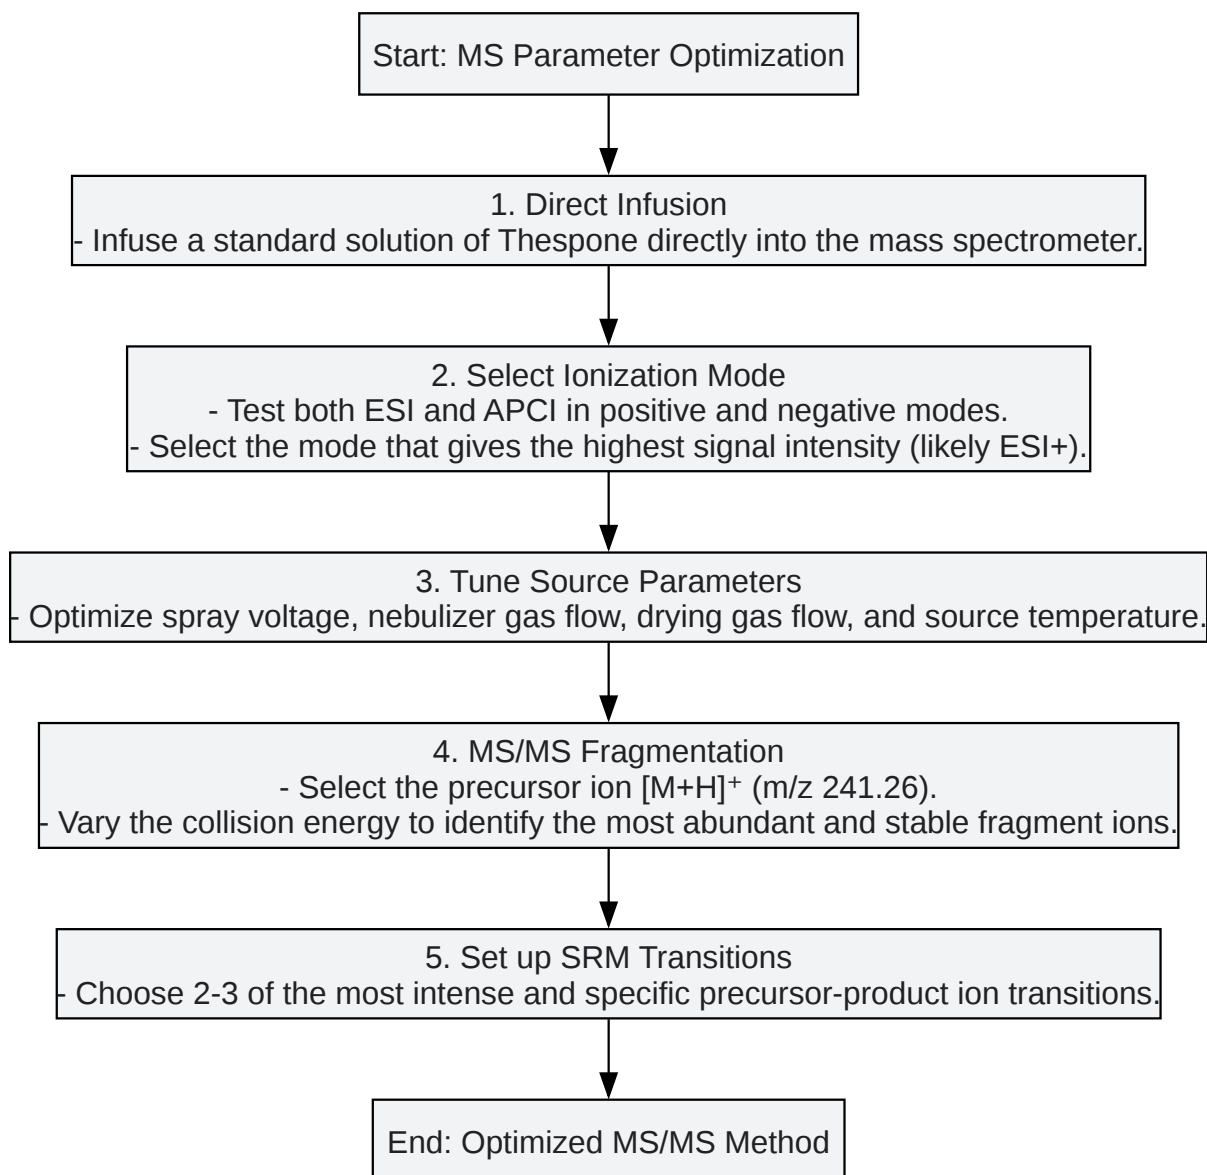 Start: MS Parameter Optimization
1. Direct Infusion
- Infuse a standard solution of Thespone directly into the mass spectrometer.
2. Select Ionization Mode
- Test both ESI and APCI in positive and negative modes.
- Select the mode that gives the highest signal intensity (likely ESI+).
3. Tune Source Parameters
- Optimize spray voltage, nebulizer gas flow, drying gas flow, and source temperature.
4. MS/MS Fragmentation
- Select the precursor ion [M+H]⁺ (m/z 241.26).
- Vary the collision energy to identify the most abundant and stable fragment ions.
5. Set up SRM Transitions
- Choose 2-3 of the most intense and specific precursor-product ion transitions.
End: Optimized MS/MS Method